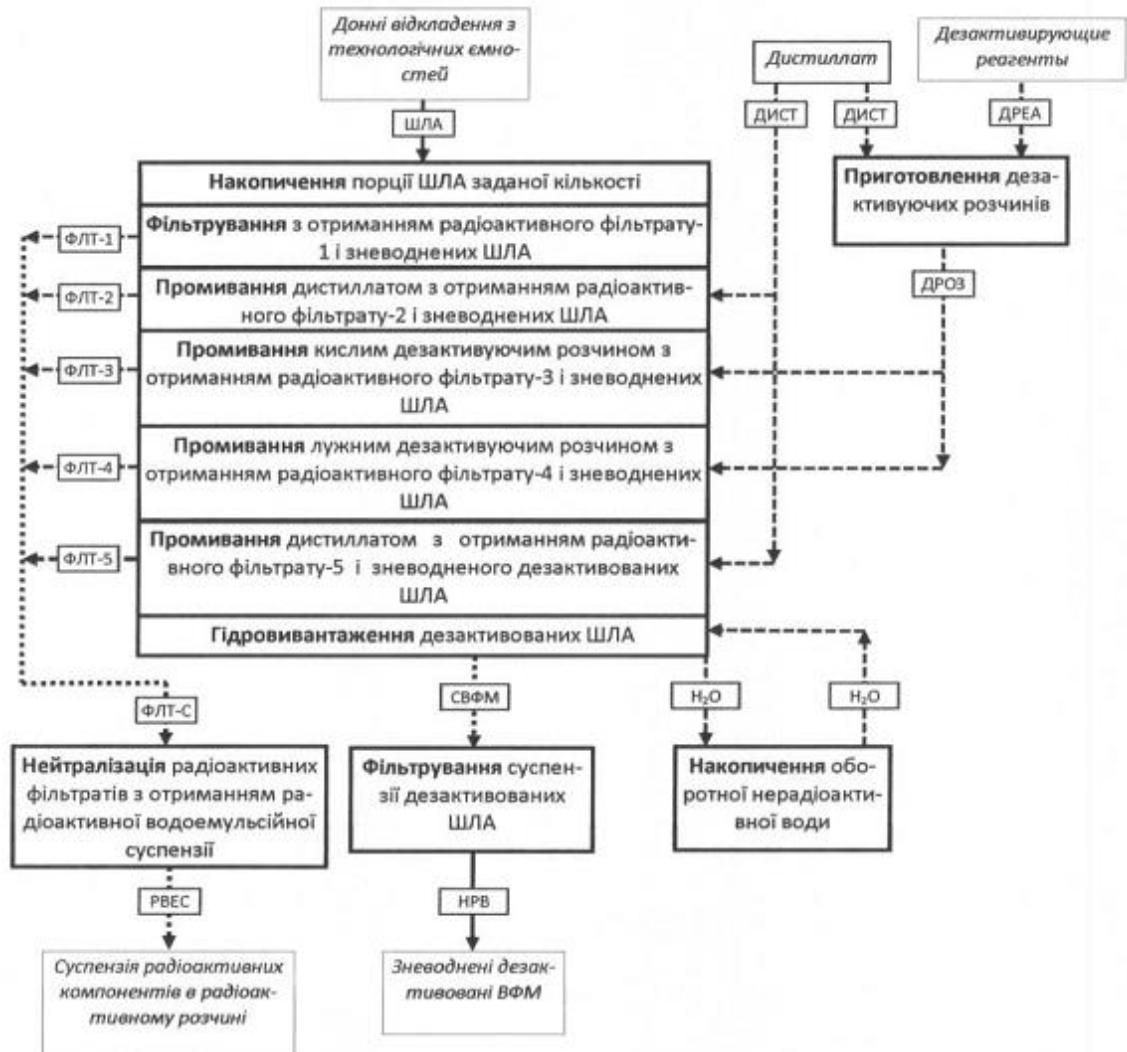 Донні відкладення з
технологічних ємно-
стей
Дистиллат
Дезактивирующие
реагенты
ШЛА
ДИСТ
ДИСТ
ДРЕА
Накопичення порції ШЛА заданої кількості
Приготовлення деза-
ктивуючих розчинів
Фільтрування з отриманням радіоактивного фільтрату-
1 і зневоднених ШЛА
ФЛТ-1
Промивання дистиллатом з отриманням радіоактив-
ного фільтрату-2 і зневоднених ШЛА
ФЛТ-2
ДРОЗ
Промивання кислим дезактивуючим розчином з
отриманням радіоактивного фільтрату-3 і зневоднених
ШЛА
ФЛТ-3
Промивання лужним дезактивуючим розчином з
отриманням радіоактивного фільтрату-4 і зневоднених
ШЛА
ФЛТ-4
Промивання дистиллатом з отриманням радіоакти-
вного фільтрату-5 і зневодненого дезактивованих
ШЛА
ФЛТ-5
Гідровивантаження дезактивованих ШЛА
ФЛТ-С
СВФМ
H₂O
H₂O
Нейтралізація радіоактивних
фільтратів з отриманням ра-
діоактивної водоемульсійної
суспензії
Фільтрування суспен-
зії дезактивованих
ШЛА
Накопичення обо-
ротної нерадіоакти-
вної води
РВЕС
НРВ
Суспензія радіоактивних
компонентів в радіоак-
тивному розчині
Зневоднені дезак-
тивовані ВФМ